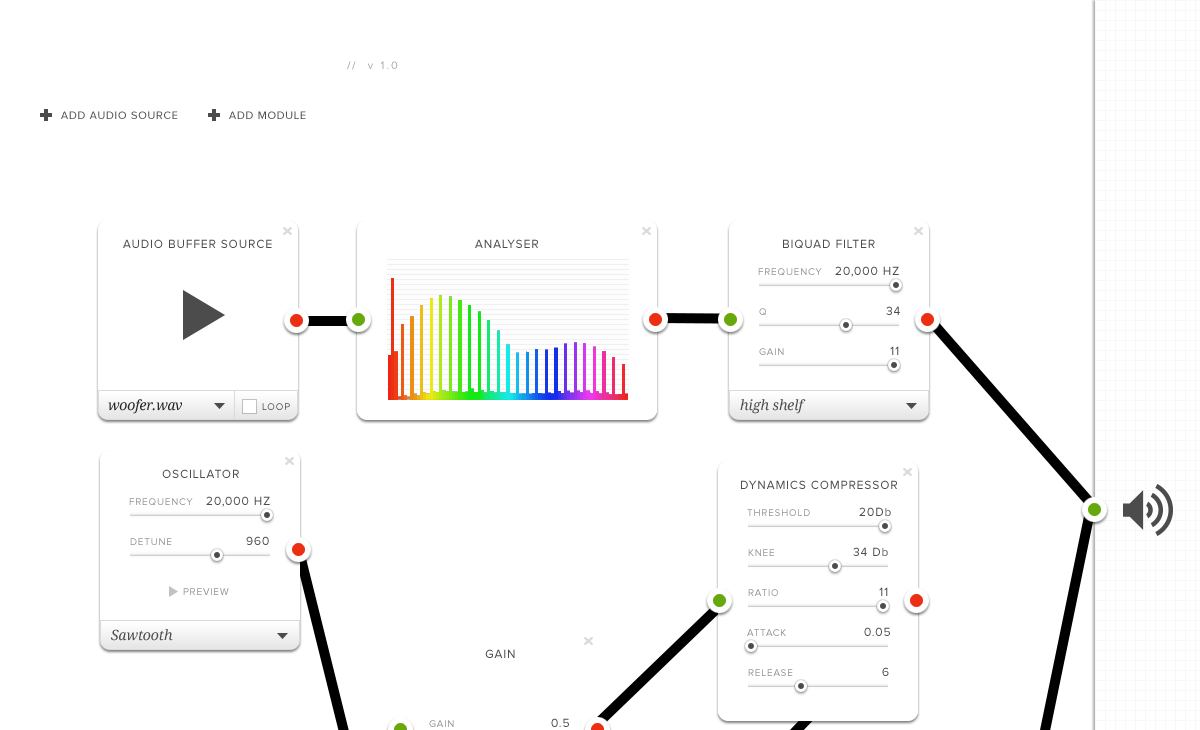 // v 1.0
ADD AUDIO SOURCE
ADD MODULE
AUDIO BUFFER SOURCE
woofer.wav
LOOP
ANALYSER
BIQUAD FILTER
FREQUENCY 20,000 HZ
Q 34
GAIN 11
high shelf
OSCILLATOR
FREQUENCY 20,000 HZ
DETUNE 960
PREVIEW
Sawtooth
DYNAMICS COMPRESSOR
THRESHOLD 20Db
KNEE 34 Db
RATIO 11
ATTACK 0.05
RELEASE 6
GAIN
GAIN 0.5